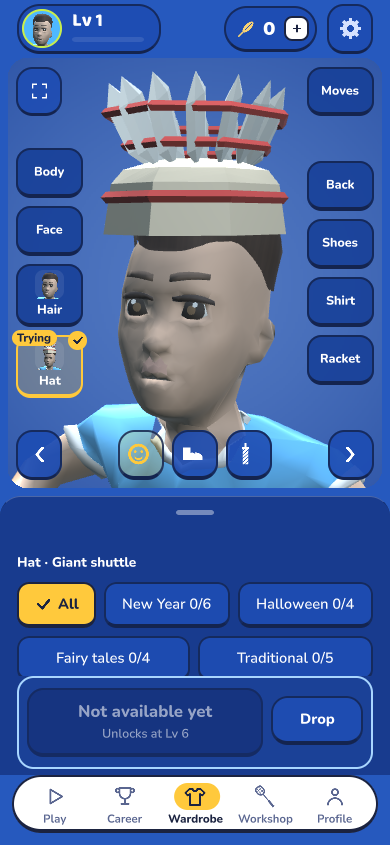 Lv 1
0
+
Moves
Body
Back
Face
Shoes
Hair
Shirt
Trying
Hat
Racket
Hat · Giant shuttle
All
New Year 0/6
Halloween 0/4
Fairy tales 0/4
Traditional 0/5
Not available yet
Unlocks at Lv 6
Drop
Play
Career
Wardrobe
Workshop
Profile